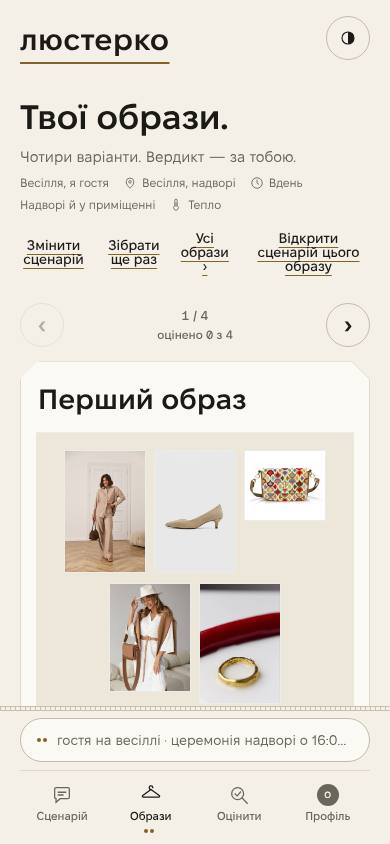 люстерко
Твої образи.
Чотири варіанти. Вердикт — за тобою.
Весілля, я гостя Весілля, надворі Вдень
Надворі й у приміщенні Тепло
Змінити сценарій
Зібрати ще раз
Усі образи ›
Відкрити сценарій цього образу
‹
1 / 4
оцінено 0 з 4
›
Перший образ
гостя на весіллі · церемонія надворі о 16:0...
Сценарій
Образи
Оцінити
О
Профіль